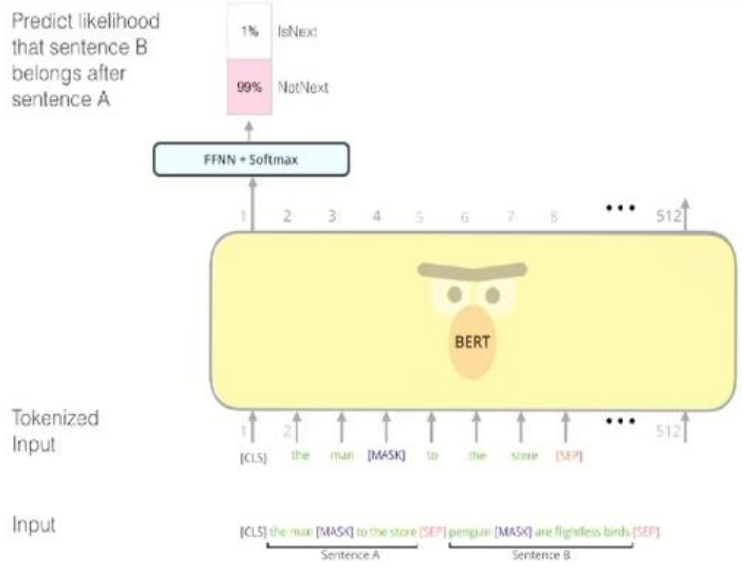 Predict likelihood
that sentence B
belongs after
sentence A
1% IsNext
99% NotNext
FFNN + Softmax
1 2 3 4 5 6 7 8 ••• 512
BERT
Tokenized
Input
1 2 ••• 512
[CLS] the man [MASK] to the store [SEP]
Input
[CLS] the man [MASK] to the store [SEP] penguin [MASK] are flightless birds [SEP]
Sentence A Sentence B